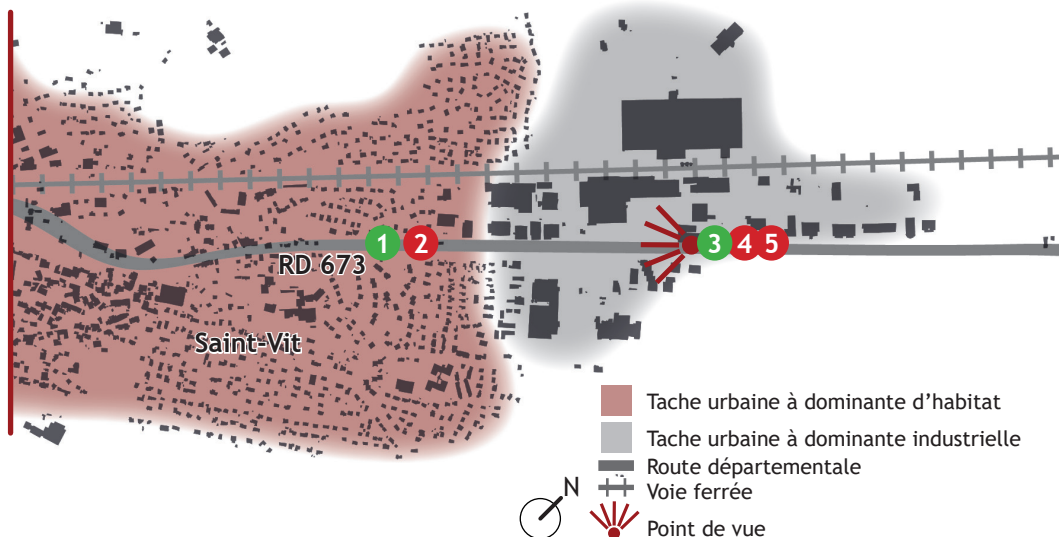 1
2
3
4
5
RD 673
Saint-Vit
Tache urbaine à dominante d’habitat
Tache urbaine à dominante industrielle
Route départementale
N
Voie ferrée
Point de vue